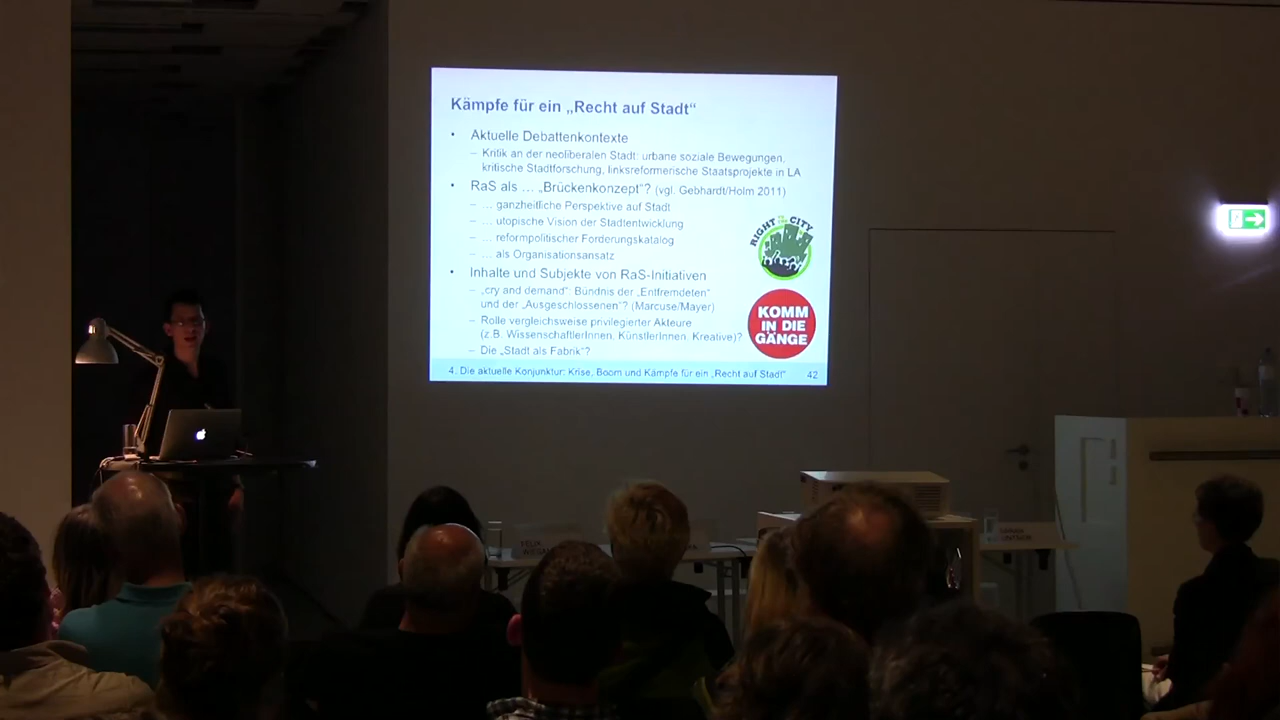 Kämpfe für ein „Recht auf Stadt“
• Aktuelle Debattenkontexte
– Kritik an der neoliberalen Stadt: urbane soziale Bewegungen,
kritische Stadtforschung, linksreformerische Staatsprojekte in LA
• RaS als … „Brückenkonzept“? (vgl. Gebhardt/Holm 2011)
– … ganzheitliche Perspektive auf Stadt
– … utopische Vision der Stadtentwicklung
– … reformpolitischer Forderungskatalog
– … als Organisationsansatz
• Inhalte und Subjekte von RaS-Initiativen
– „cry and demand“: Bündnis der „Entfremdeten“
und der „Ausgeschlossenen“? (Marcuse/Mayer)
– Rolle vergleichsweise privilegierter Akteure
(z.B. WissenschaftlerInnen, KünstlerInnen, Kreative)?
– Die „Stadt als Fabrik“?
RIGHT TO THE CITY
KOMM
IN DIE
GÄNGE
4. Die aktuelle Konjunktur: Krise, Boom und Kämpfe für ein „Recht auf Stadt“ 42
FELIX